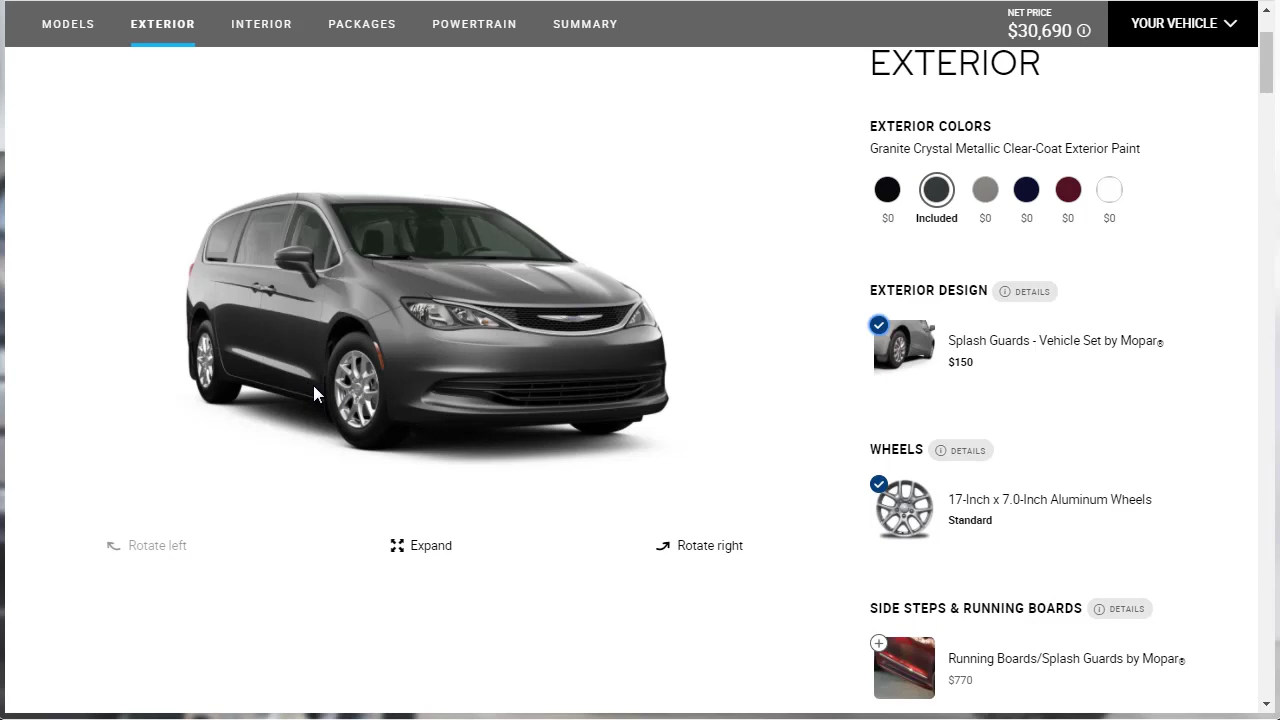 MODELS
EXTERIOR
INTERIOR
PACKAGES
POWERTRAIN
SUMMARY
NET PRICE
$30,690
YOUR VEHICLE
EXTERIOR
EXTERIOR COLORS
Granite Crystal Metallic Clear-Coat Exterior Paint
$0
Included
$0
$0
$0
$0
EXTERIOR DESIGN
DETAILS
Splash Guards - Vehicle Set by Mopar®
$150
WHEELS
DETAILS
17-Inch x 7.0-Inch Aluminum Wheels
Standard
Rotate left
Expand
Rotate right
SIDE STEPS & RUNNING BOARDS
DETAILS
Running Boards/Splash Guards by Mopar®
$770